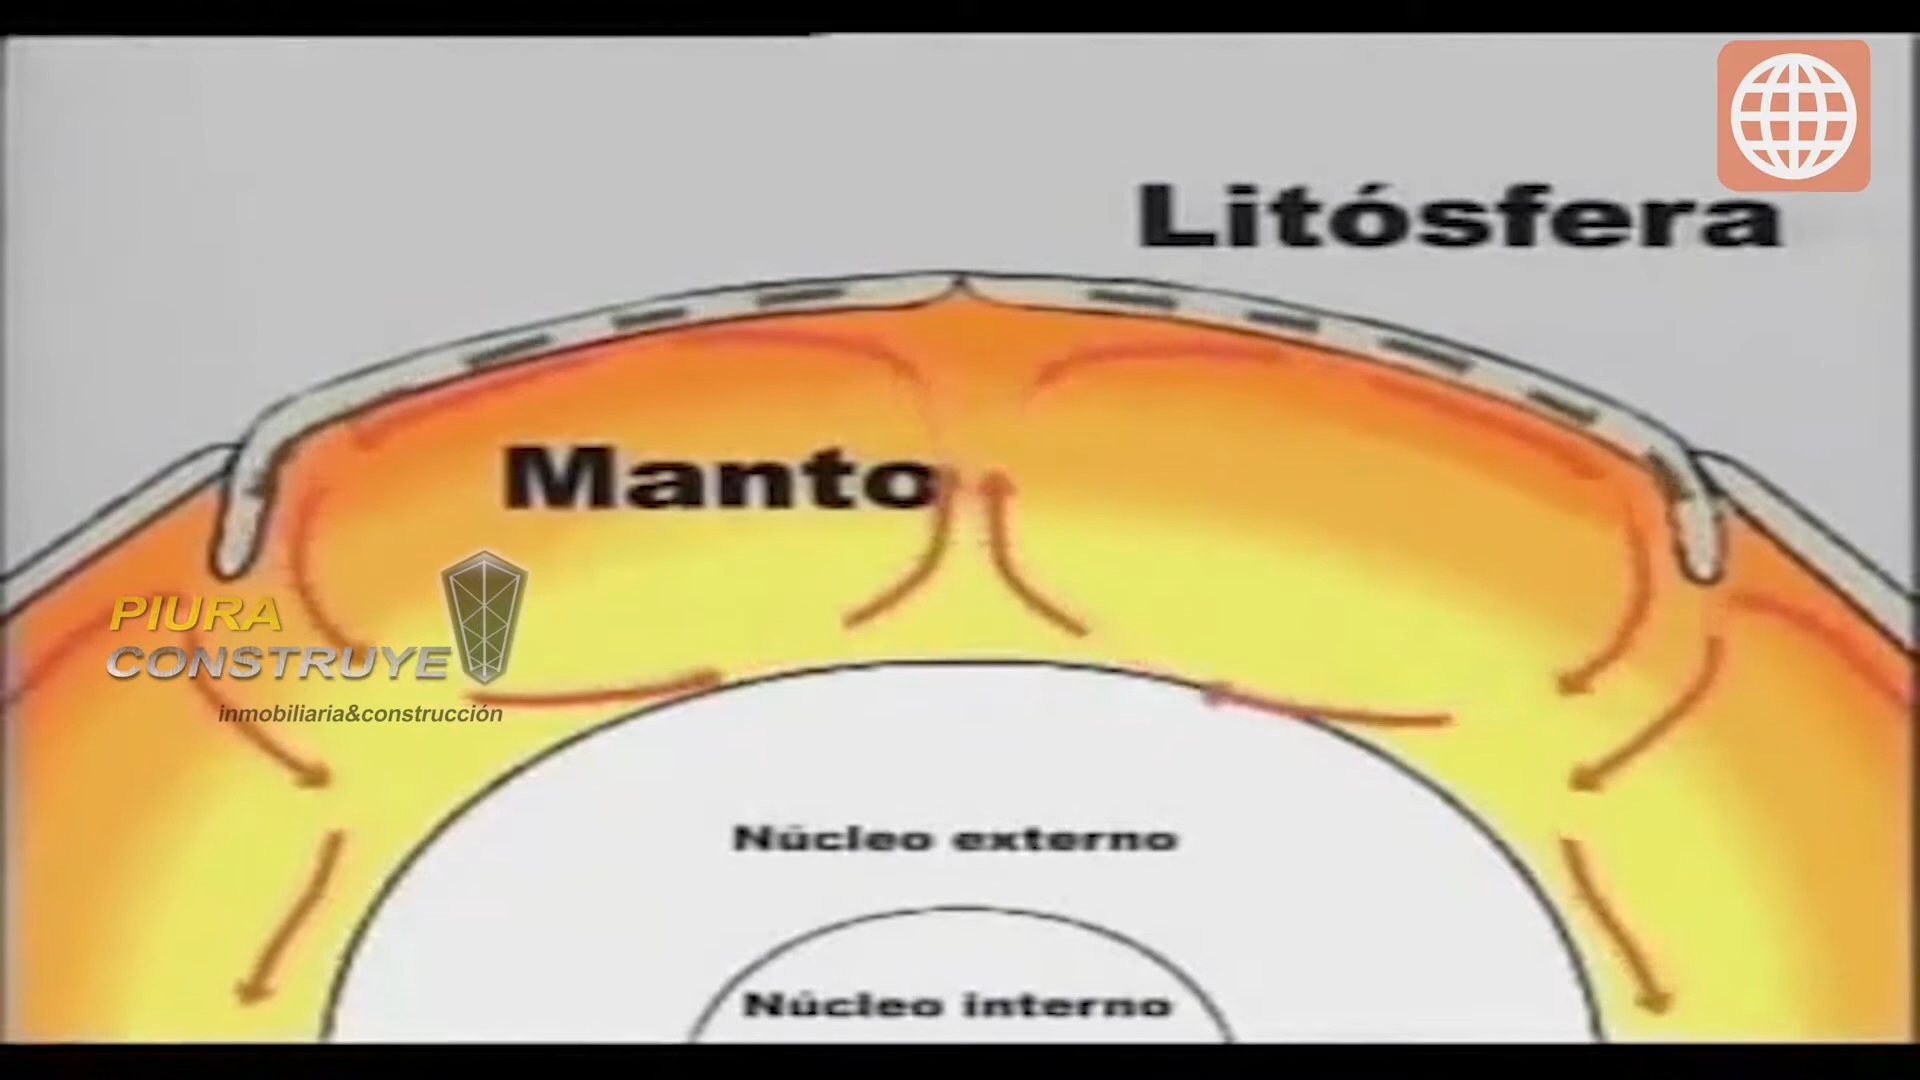 Litósfera
Manto
PIURA
CONSTRUYE
inmobiliaria&construcción
Núcleo externo
Núcleo interno